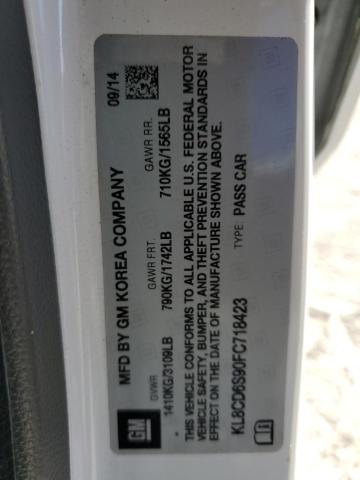 GM
MFD BY GM KOREA COMPANY 09/14
GVWR GAWR FRT. GAWR RR.
1410KG/3109LB 790KG/1742LB 710KG/1565LB
THIS VEHICLE CONFORMS TO ALL APPLICABLE U.S. FEDERAL MOTOR
VEHICLE SAFETY, BUMPER, AND THEFT PREVENTION STANDARDS IN
EFFECT ON THE DATE OF MANUFACTURE SHOWN ABOVE.
KL8CD6S90FC718423 TYPE: PASS CAR